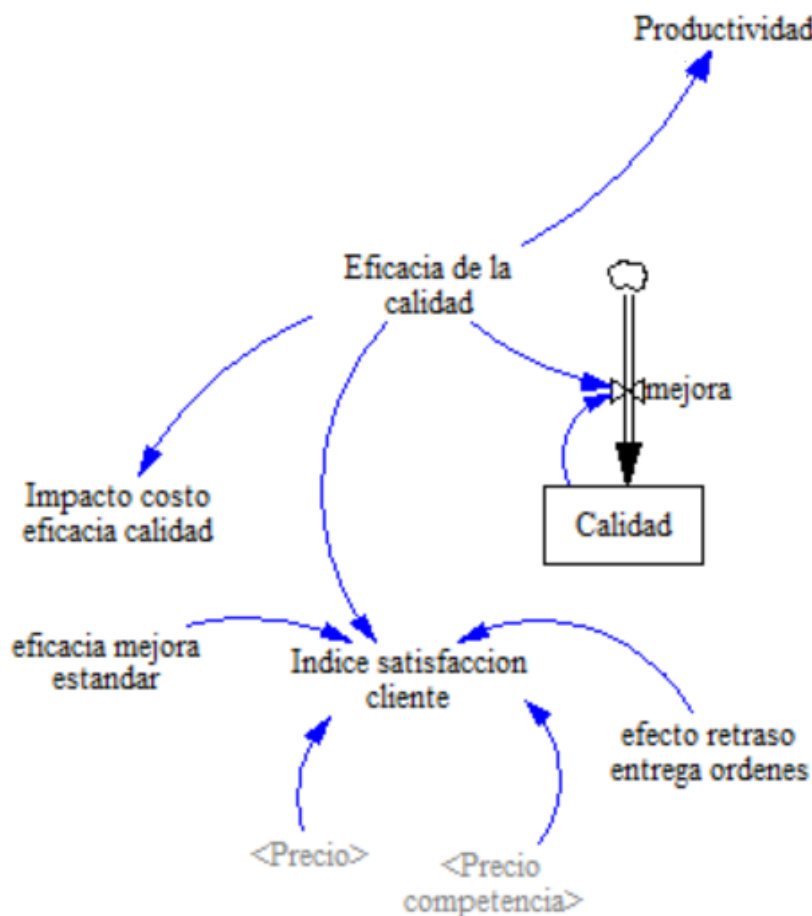 Productividad
Eficacia de la
calidad
mejora
Impacto costo
eficacia calidad
Calidad
eficacia mejora
estandar
Indice satisfaccion
cliente
efecto retraso
entrega ordenes
<Precio>
<Precio
competencia>